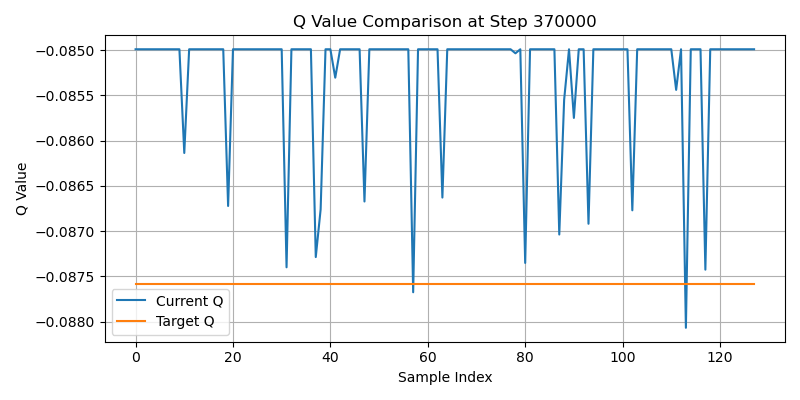 Q Value Comparison at Step 370000
Q Value
−0.0850
−0.0855
−0.0860
−0.0865
−0.0870
−0.0875
−0.0880
Current Q
Target Q
0 20 40 60 80 100 120
Sample Index